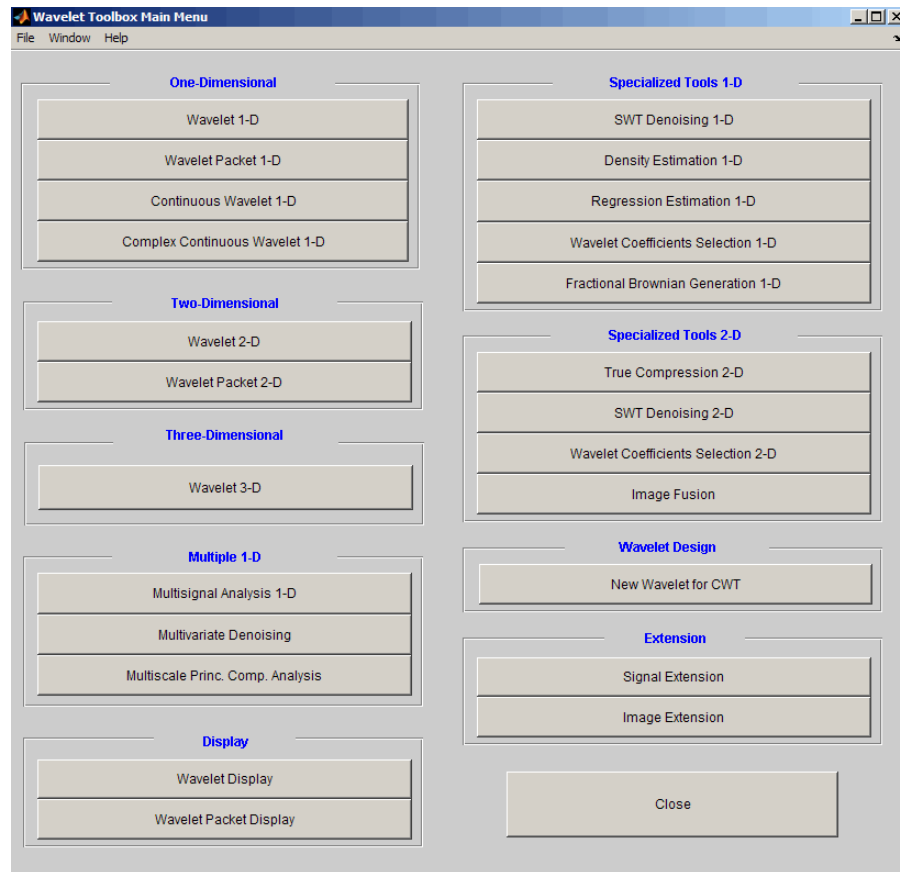 Wavelet Toolbox Main Menu
File Window Help
One-Dimensional
Wavelet 1-D
Wavelet Packet 1-D
Continuous Wavelet 1-D
Complex Continuous Wavelet 1-D
Two-Dimensional
Wavelet 2-D
Wavelet Packet 2-D
Three-Dimensional
Wavelet 3-D
Multiple 1-D
Multisignal Analysis 1-D
Multivariate Denoising
Multiscale Princ. Comp. Analysis
Display
Wavelet Display
Wavelet Packet Display
Specialized Tools 1-D
SWT Denoising 1-D
Density Estimation 1-D
Regression Estimation 1-D
Wavelet Coefficients Selection 1-D
Fractional Brownian Generation 1-D
Specialized Tools 2-D
True Compression 2-D
SWT Denoising 2-D
Wavelet Coefficients Selection 2-D
Image Fusion
Wavelet Design
New Wavelet for CWT
Extension
Signal Extension
Image Extension
Close